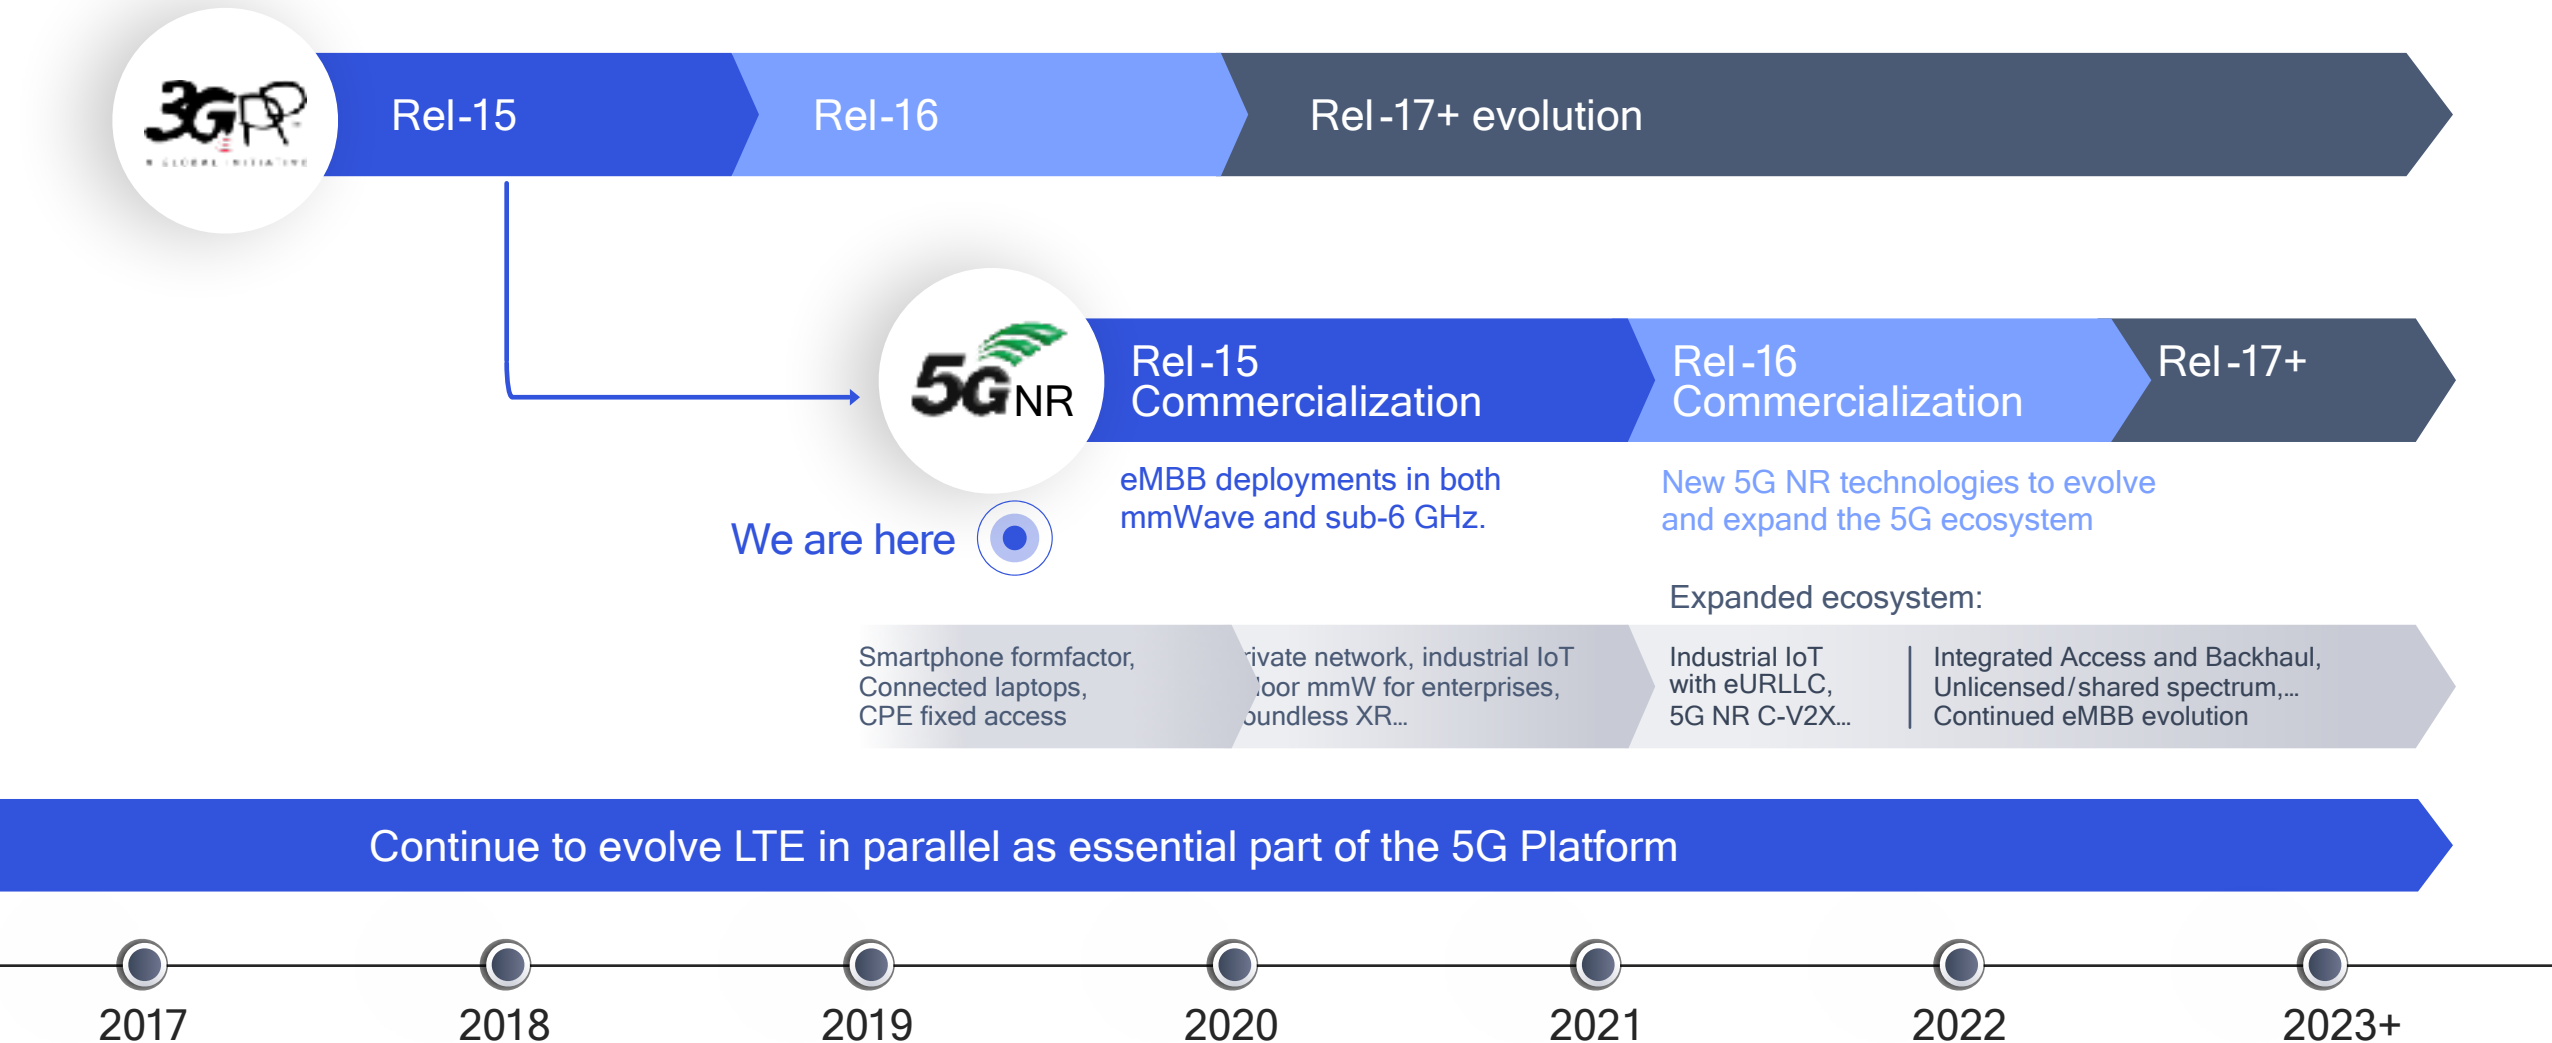 3GPP
A GLOBAL INITIATIVE
Rel-15
Rel-16
Rel-17+ evolution
5G NR
Rel-15
Commercialization
Rel-16
Commercialization
Rel-17+
eMBB deployments in both
mmWave and sub-6 GHz.
New 5G NR technologies to evolve
and expand the 5G ecosystem
We are here
Expanded ecosystem:
Smartphone formfactor,
Connected laptops,
CPE fixed access
network, industrial IoT
mmW for enterprises,
XR...
Industrial IoT
with eURLLC,
5G NR C-V2X...
Integrated Access and Backhaul,
Unlicensed/shared spectrum,...
Continued eMBB evolution
Continue to evolve LTE in parallel as essential part of the 5G Platform
2017
2018
2019
2020
2021
2022
2023+